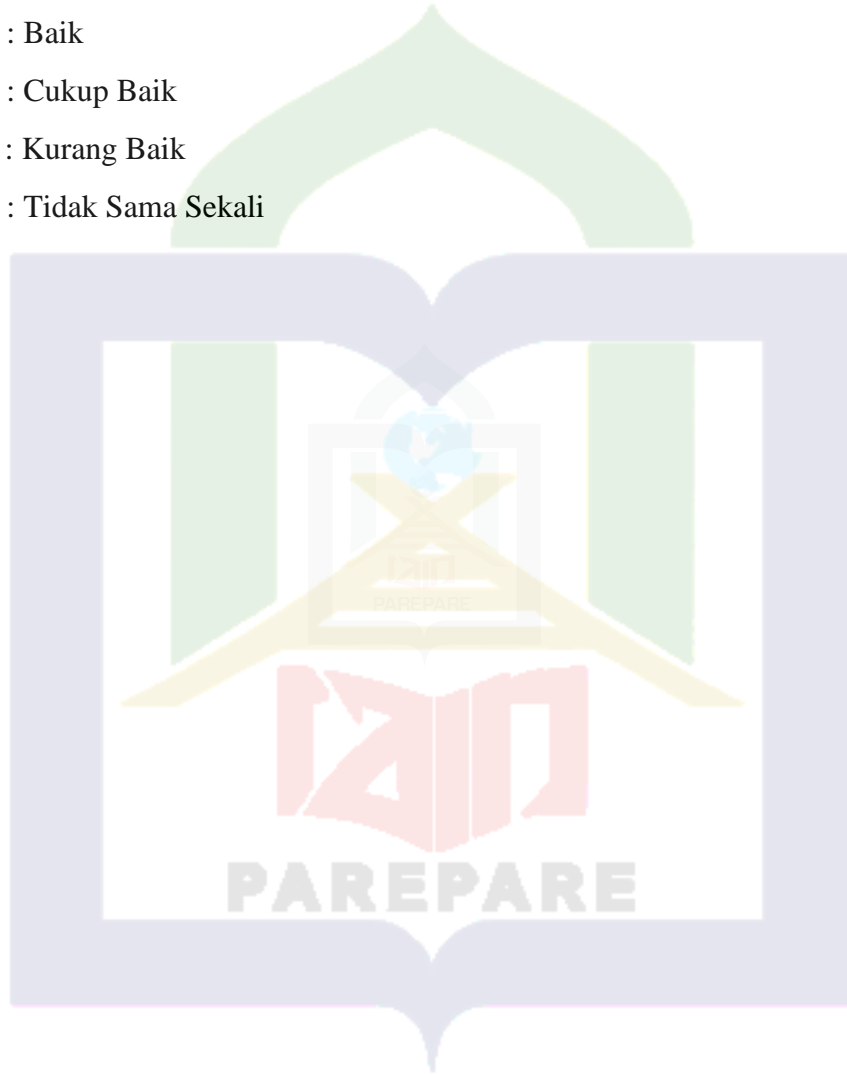 : Baik
: Cukup Baik
: Kurang Baik
: Tidak Sama Sekali
iain
PAREPARE
iain
PAREPARE